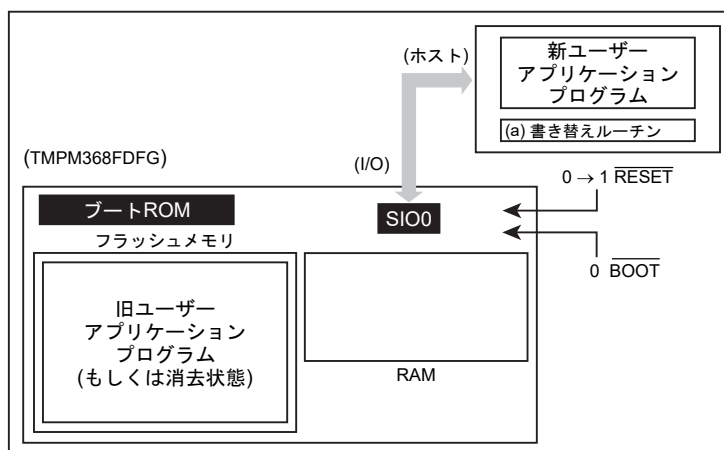 (ホスト)
新ユーザー
アプリケーション
プログラム
(a) 書き替えルーチン
(TMPM368FDFG)
(I/O)
0 → 1 RESET
ブートROM
SIO0
フラッシュメモリ
0 BOOT
旧ユーザー
アプリケーション
プログラム
(もしくは消去状態)
RAM